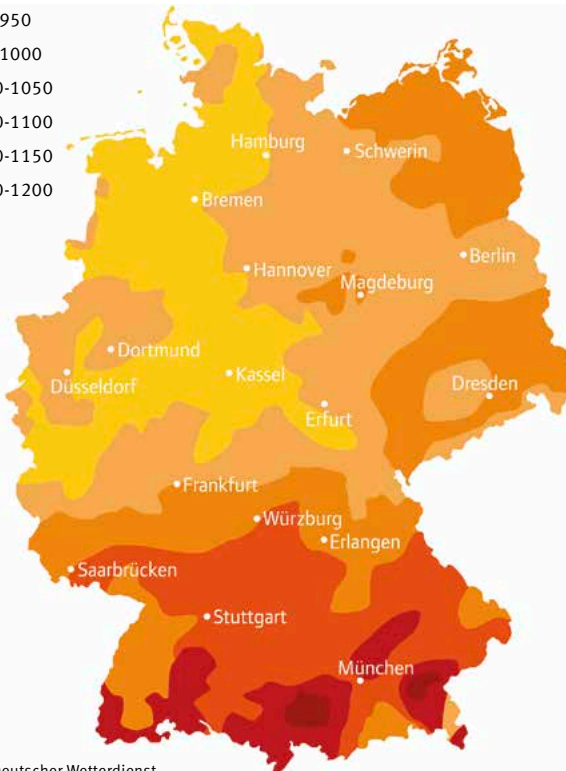 950
1000
0-1050
0-1100
0-1150
0-1200
Hamburg
Schwerin
Bremen
Berlin
Hannover
Magdeburg
Dortmund
Kassel
Düsseldorf
Dresden
Erfurt
Frankfurt
Würzburg
Erlangen
Saarbrücken
Stuttgart
München
eutscher Wetterdienst